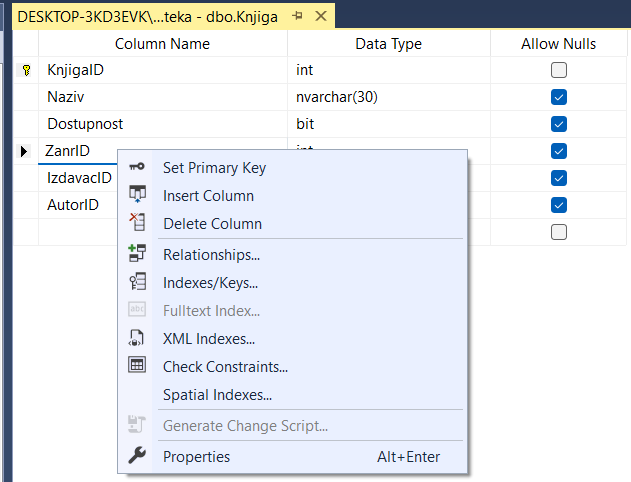 DESKTOP-3KD3EVK\...teka - dbo.Knjiga
Column Name Data Type Allow Nulls
KnjigaID int
Naziv nvarchar(30)
Dostupnost bit
ZanrID int
IzdavacID
AutorID
Set Primary Key
Insert Column
Delete Column
Relationships...
Indexes/Keys...
abc Fulltext Index...
XML Indexes...
Check Constraints...
Spatial Indexes...
Generate Change Script...
Properties Alt+Enter